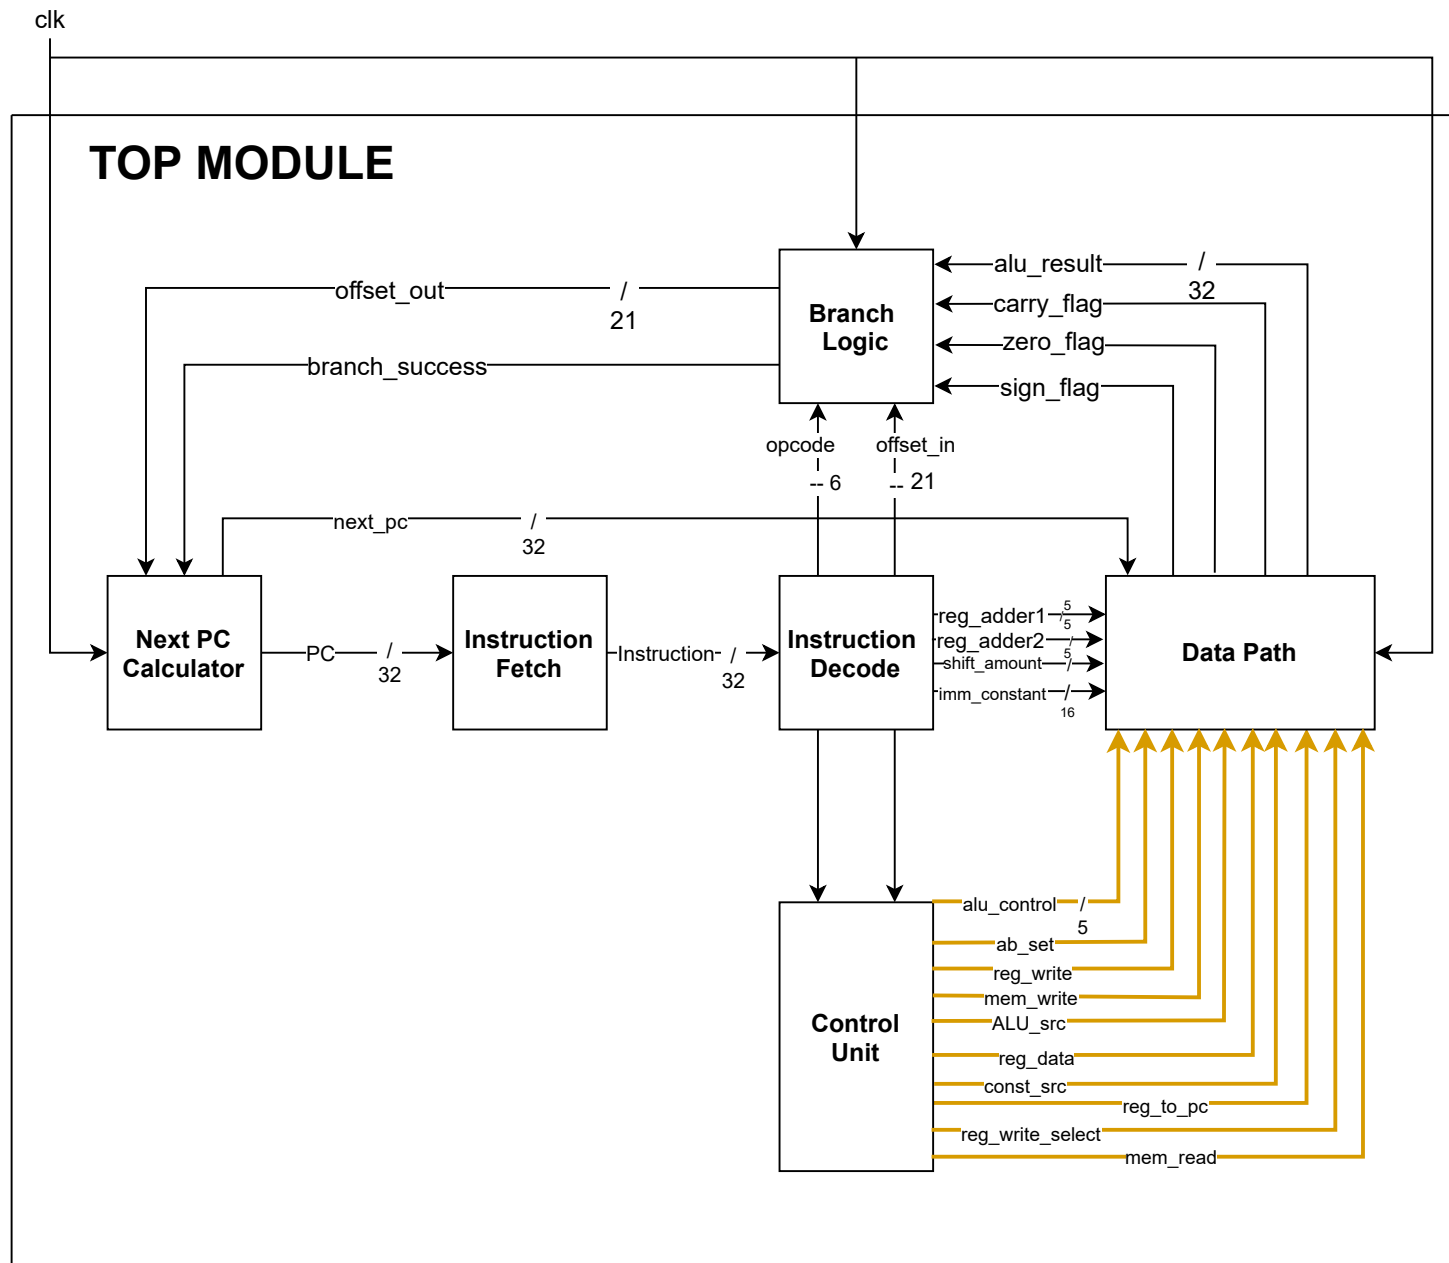 clk
TOP MODULE
offset_out
/
21
branch_success
Branch
Logic
alu_result
/
32
carry_flag
zero_flag
sign_flag
opcode
offset_in
-- 6
-- 21
next_pc
/
32
Next PC
Calculator
PC
/
32
Instruction
Fetch
Instruction
/
32
Instruction
Decode
reg_adder1
/
5
reg_adder2
/
5
shift_amount
/
5
imm_constant
/
16
Data Path
Control
Unit
alu_control
/
5
ab_set
reg_write
mem_write
ALU_src
reg_data
const_src
reg_to_pc
reg_write_select
mem_read